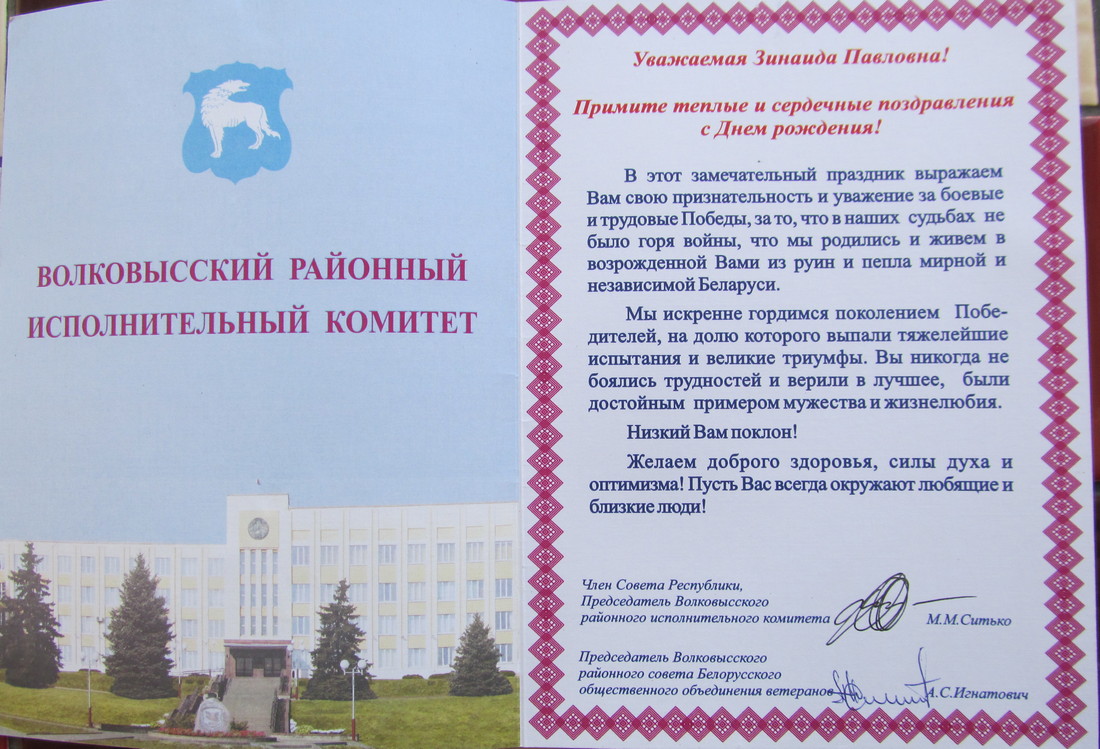 ВОЛКОВЫССКИЙ РАЙОННЫЙ
ИСПОЛНИТЕЛЬНЫЙ КОМИТЕТ
Уважаемая Зинаида Павловна!
Примите теплые и сердечные поздравления
с Днем рождения!
В этот замечательный праздник выражаем
Вам свою признательность и уважение за боевые
и трудовые Победы, за то, что в наших судьбах не
было горя войны, что мы родились и живем в
возрожденной Вами из руин и пепла мирной и
независимой Беларуси.
Мы искренне гордимся поколением Побе-
дителей, на долю которого выпали тяжелейшие
испытания и великие триумфы. Вы никогда не
боялись трудностей и верили в лучшее, были
достойным примером мужества и жизнелюбия.
Низкий Вам поклон!
Желаем доброго здоровья, силы духа и
оптимизма! Пусть Вас всегда окружают любящие и
близкие люди!
Член Совета Республики,
Председатель Волковысского
районного исполнительного комитета М.М.Ситько
Председатель Волковысского
районного совета Белорусского
общественного объединения ветеранов А.С.Игнатович